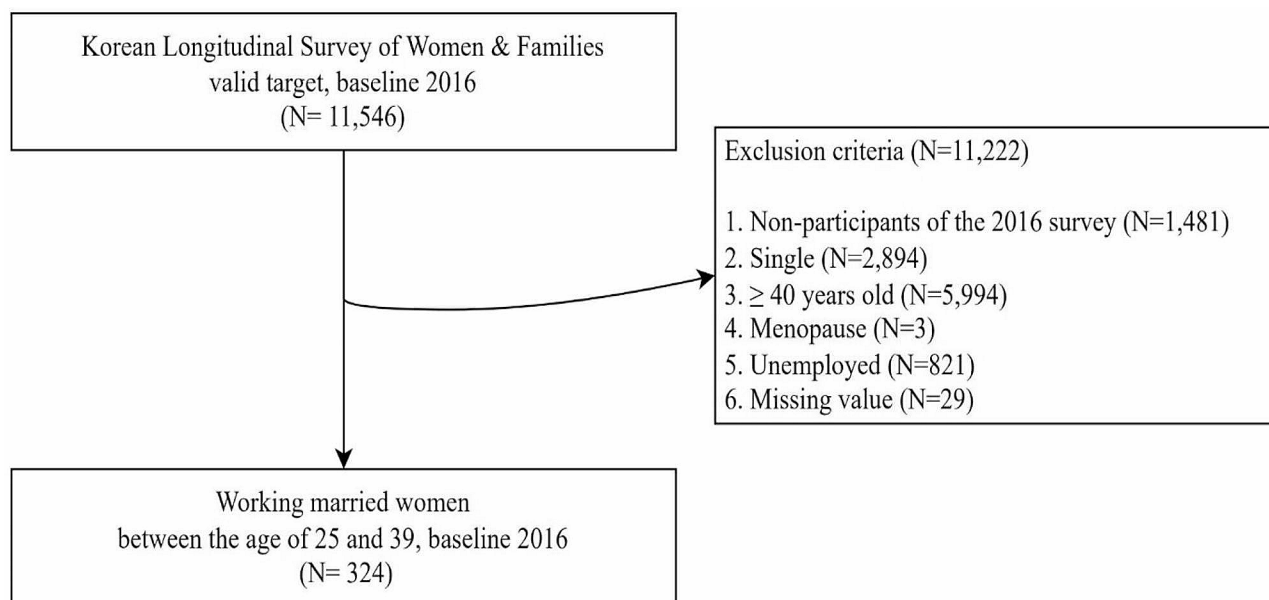 Korean Longitudinal Survey of Women & Families
valid target, baseline 2016
(N= 11,546)
Exclusion criteria (N=11,222)
1. Non-participants of the 2016 survey (N=1,481)
2. Single (N=2,894)
3. ≥ 40 years old (N=5,994)
4. Menopause (N=3)
5. Unemployed (N=821)
6. Missing value (N=29)
Working married women
between the age of 25 and 39, baseline 2016
(N= 324)